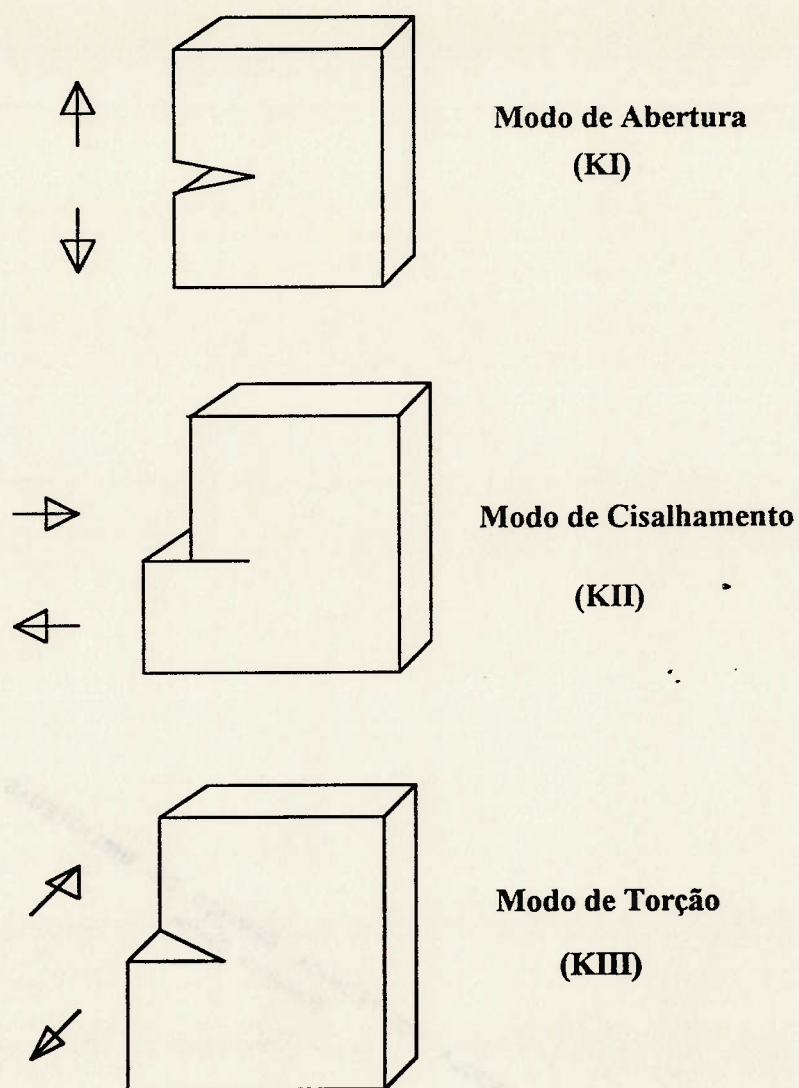 Modo de Abertura
(KI)
Modo de Cisalhamento
(KII)
Modo de Torção
(KIII)